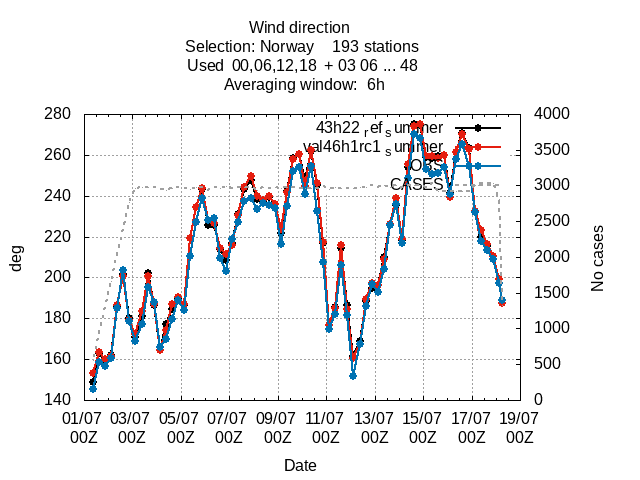 Wind direction
Selection: Norway 193 stations
Used 00,06,12,18 + 03 06 ... 48
Averaging window: 6h
280 4000
43h22_ref_summer
val46h1rc1_summer
260 OBS 3500
CASES 3000
240
2500
deg 220 2000 No cases
200 1500
180 1000
160 500
140 0
01/07 03/07 05/07 07/07 09/07 11/07 13/07 15/07 17/07 19/07
00Z 00Z 00Z 00Z 00Z 00Z 00Z 00Z 00Z 00Z
Date